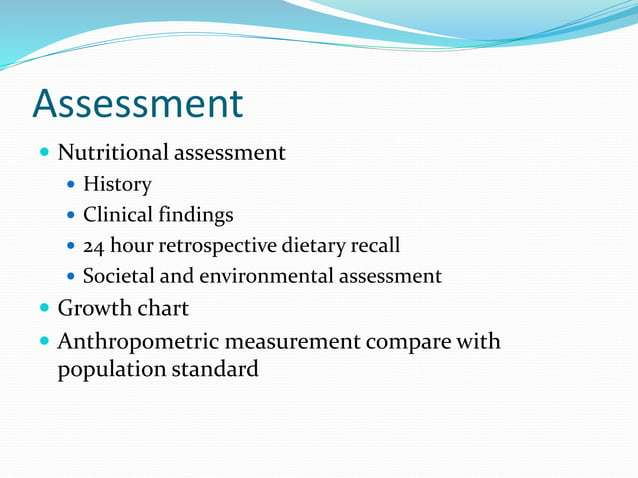 Assessment
Nutritional assessment
History
Clinical findings
24 hour retrospective dietary recall
Societal and environmental assessment
Growth chart
Anthropometric measurement compare with
population standard